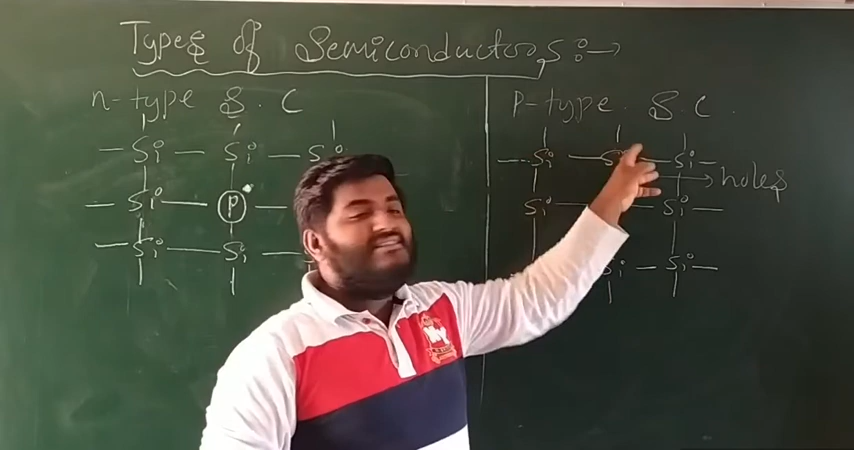 Types of Semiconductors :→
n-type S.C
Si Si Si
Si P
Si Si
P-type S.C.
Si Si
holes
Si Si
Si Si